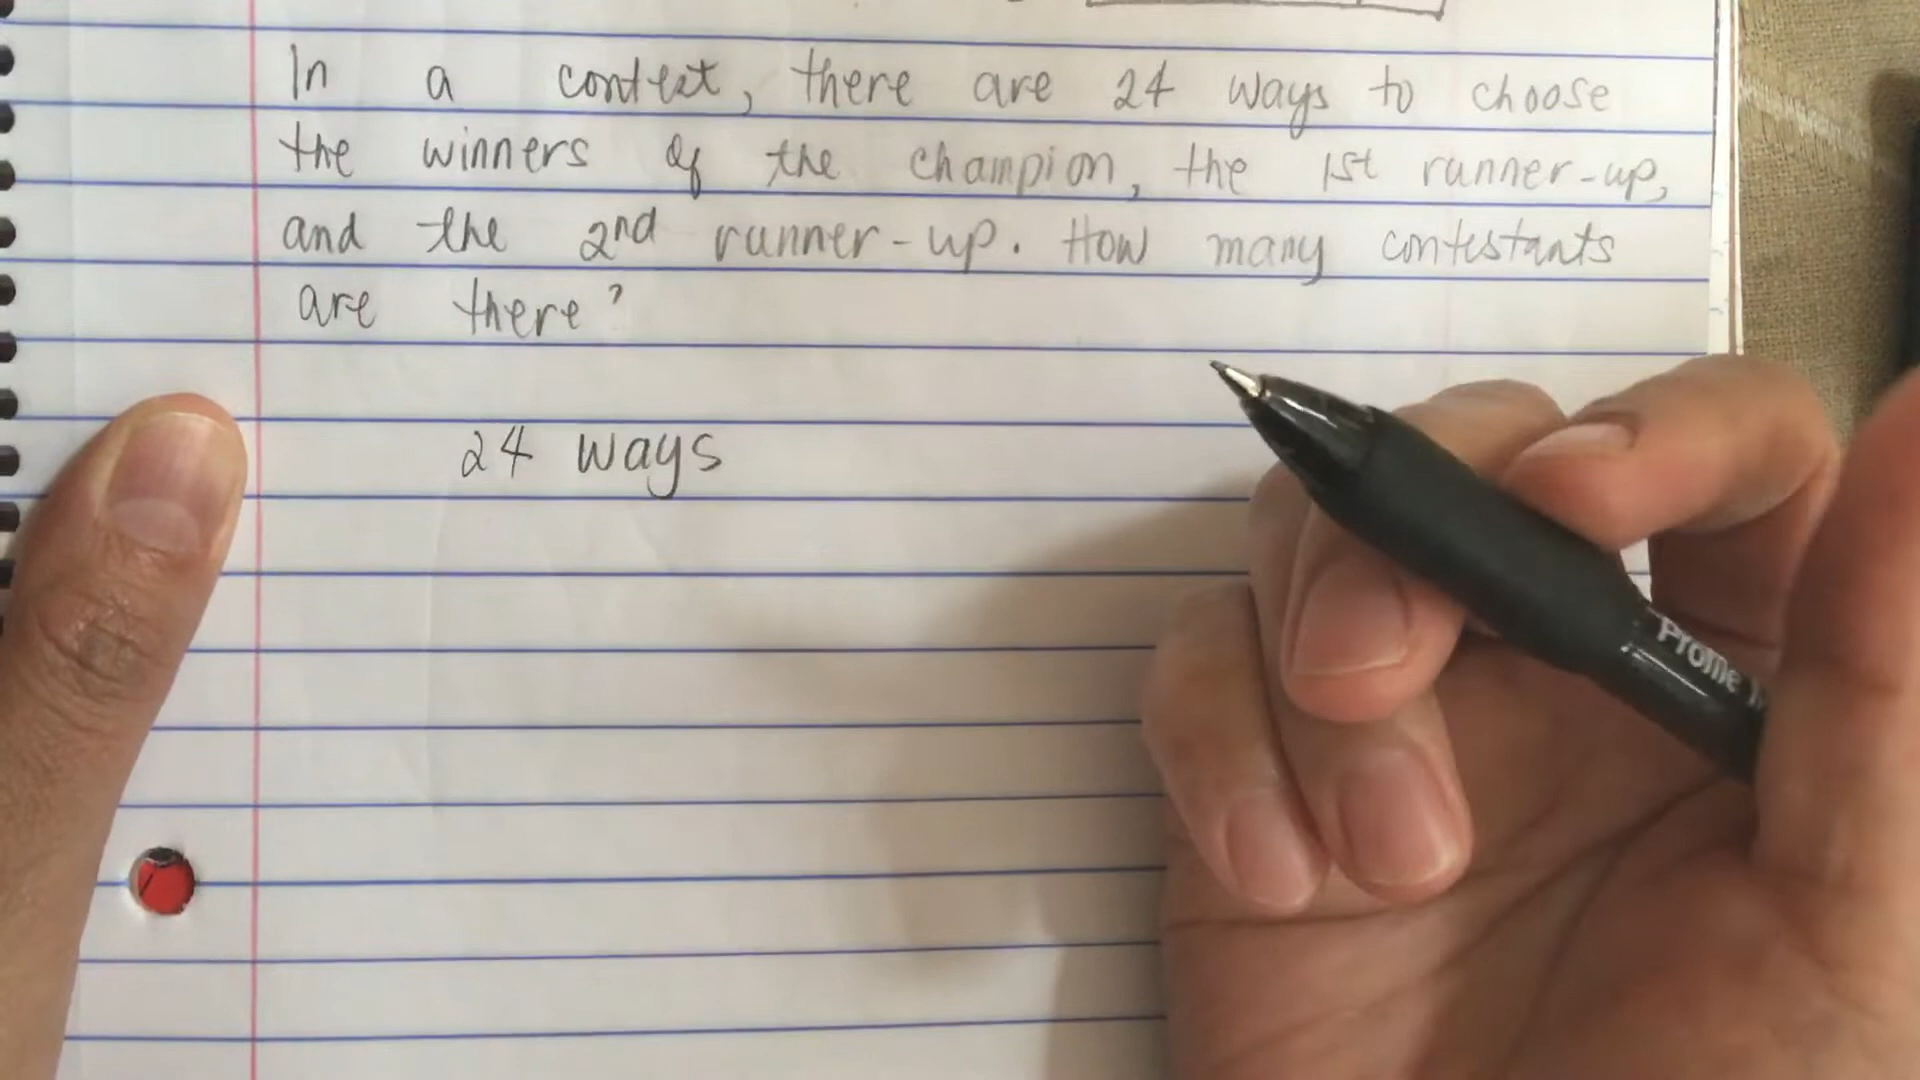 In a contest, there are 24 ways to choose
the winners of the champion, the 1st runner-up,
and the 2nd runner-up. How many contestants
are there?
24 ways